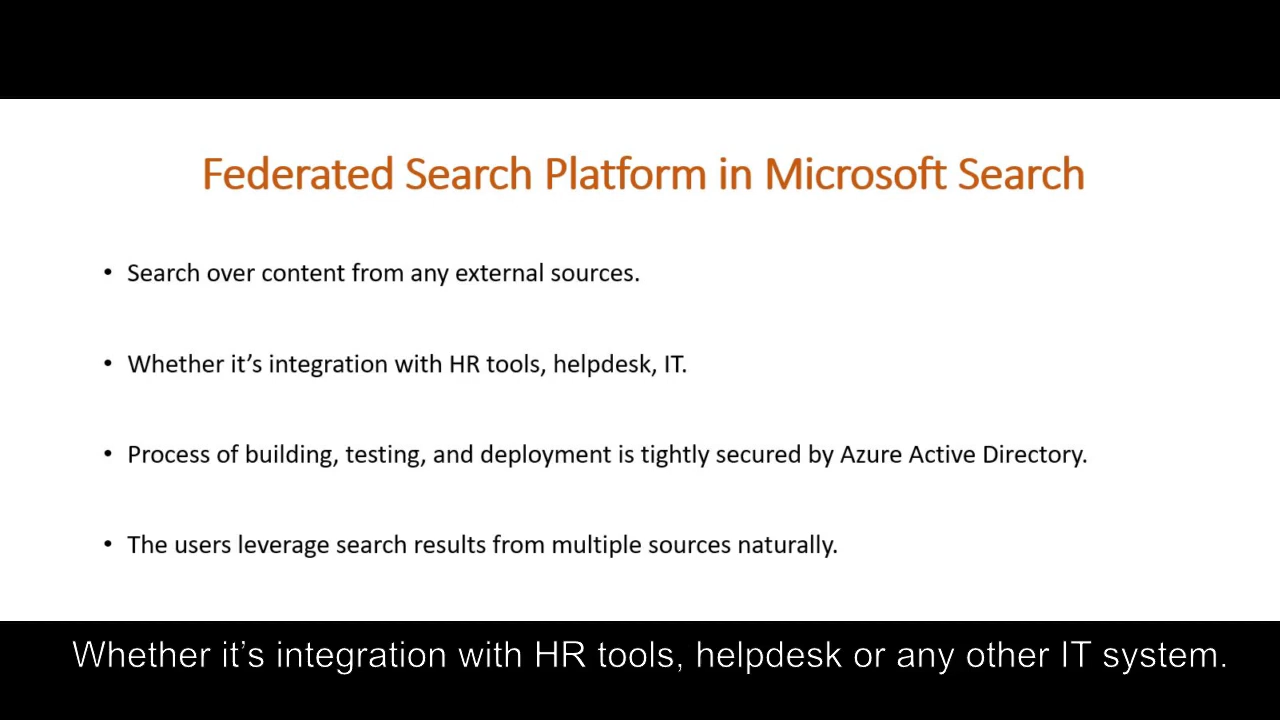 Federated Search Platform in Microsoft Search
• Search over content from any external sources.
• Whether it’s integration with HR tools, helpdesk, IT.
• Process of building, testing, and deployment is tightly secured by Azure Active Directory.
• The users leverage search results from multiple sources naturally.
Whether it’s integration with HR tools, helpdesk or any other IT system.